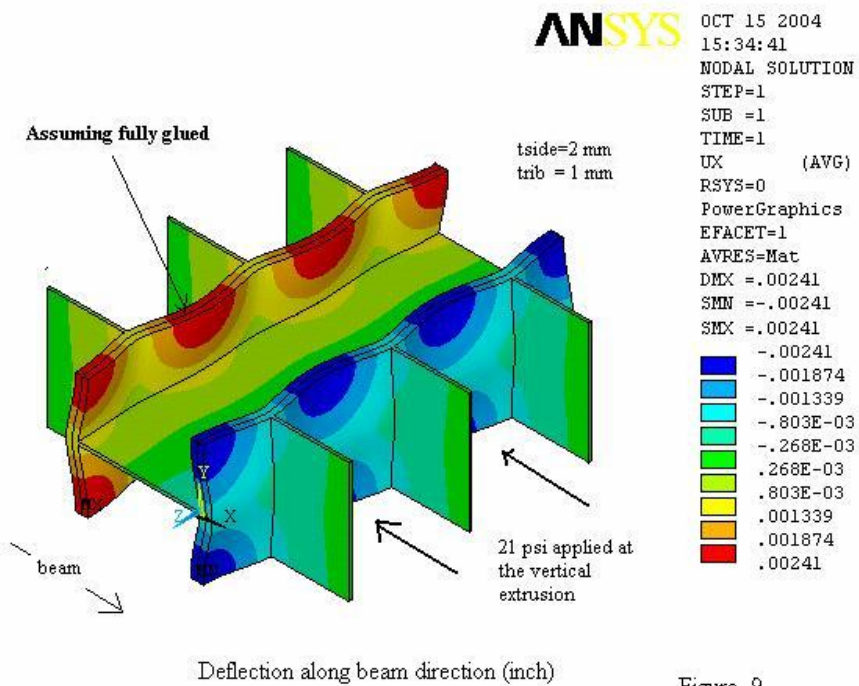 ANSYS
OCT 15 2004
15:34:41
NODAL SOLUTION
STEP=1
SUB =1
TIME=1
UX (AVG)
RSYS=0
PowerGraphics
EFACET=1
AVRES=Mat
DMX =.00241
SMN =-.00241
SMX =.00241
-.00241
-.001874
-.001339
-.803E-03
-.268E-03
.268E-03
.803E-03
.001339
.001874
.00241
Assuming fully glued
tside=2 mm
trib = 1 mm
Y
Z X
MN
beam
21 psi applied at
the vertical
extrusion
Deflection along beam direction (inch)
Figure 9